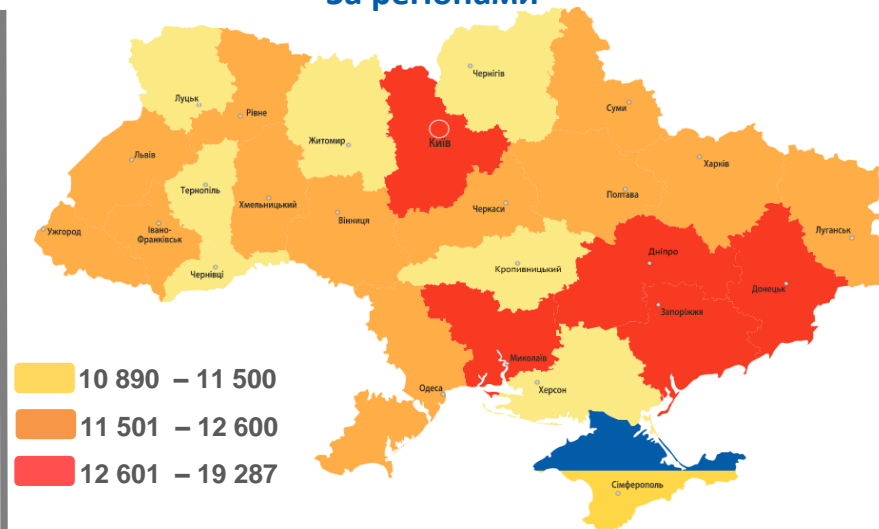 за регіонами
Чернігів
Луцьк
Рівне
Суми
Житомир
Київ
Львів
Харків
Тернопіль
Полтава
Хмельницький
Черкаси
Вінниця
Ужгород
Івано-
Франківськ
Луганськ
Дніпро
Чернівці
Кропивницький
Донецьк
Запоріжжя
Миколаїв
Одеса
Херсон
10 890 – 11 500
11 501 – 12 600
12 601 – 19 287
Сімферополь